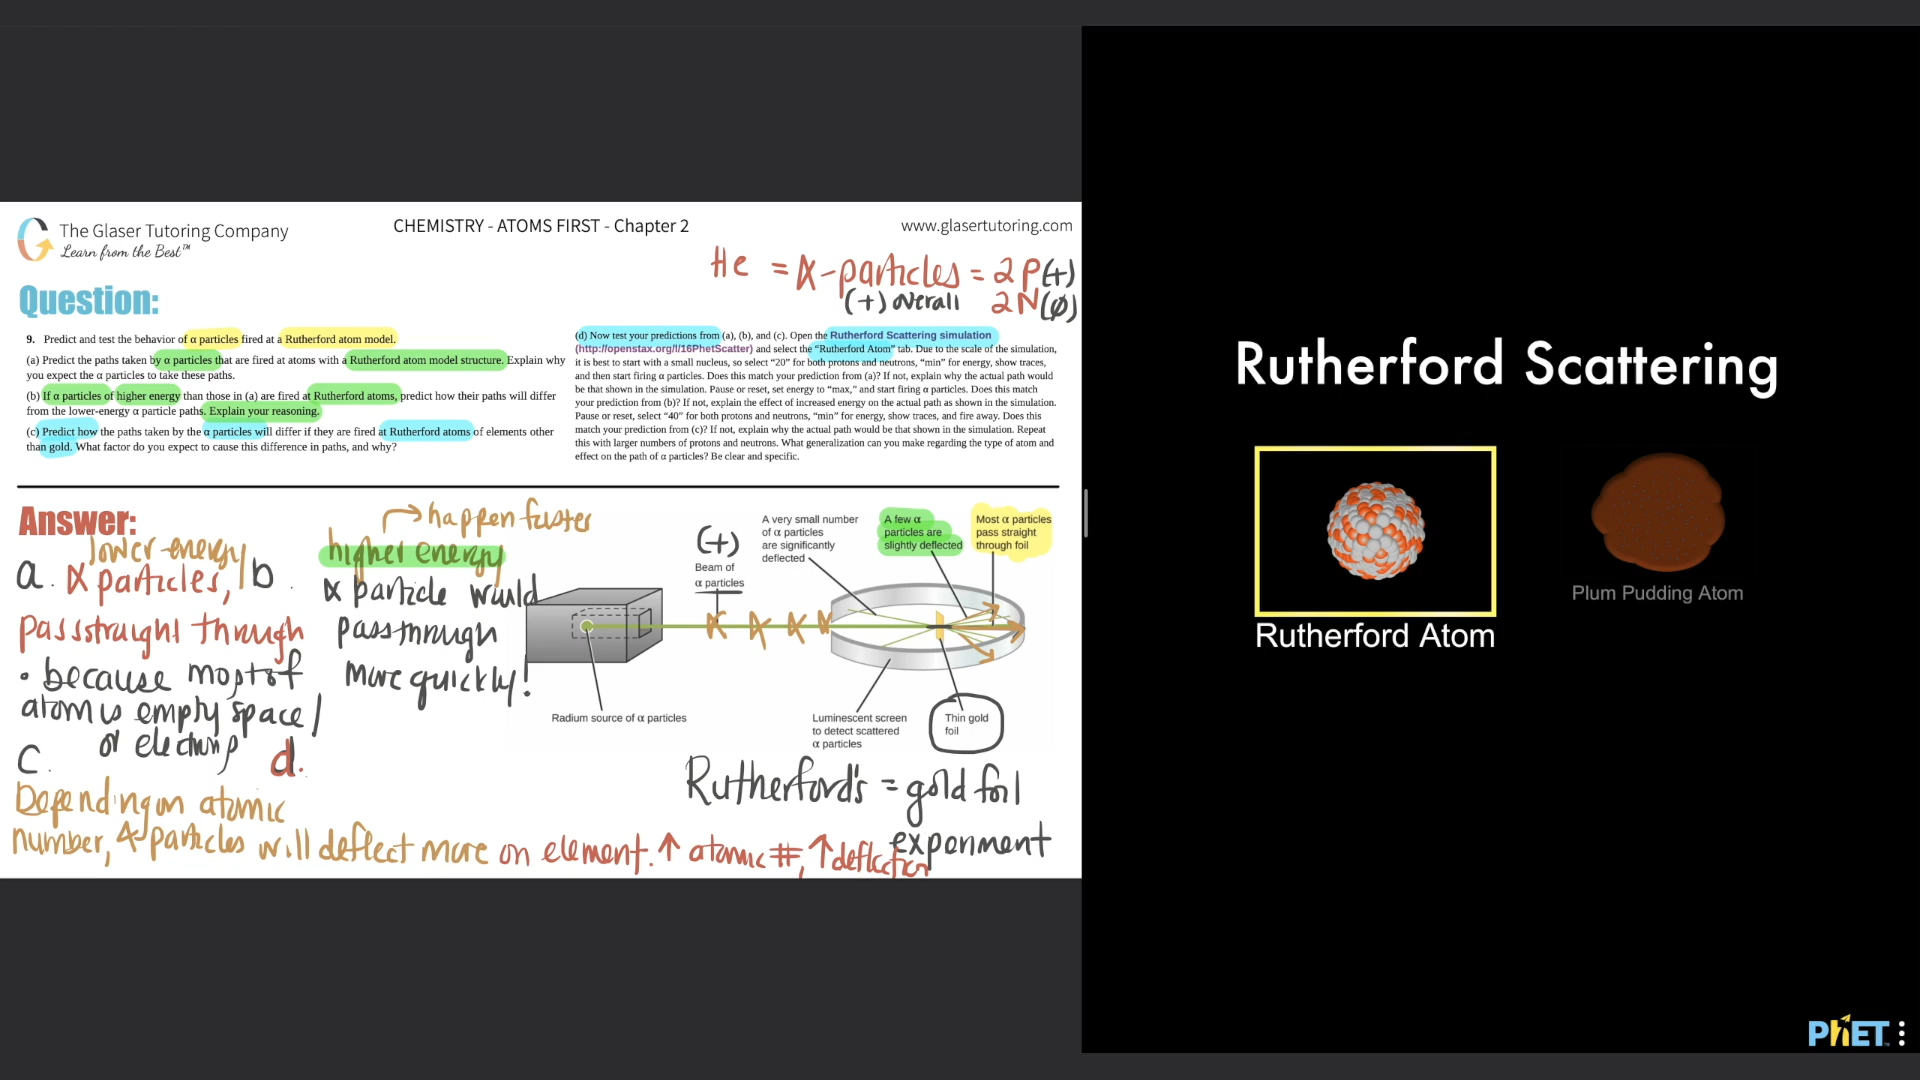 The Glaser Tutoring Company
Learn from the Best™
CHEMISTRY - ATOMS FIRST - Chapter 2
www.glasertutoring.com
He = α-particles = 2P(+)
(+) overall 2N(ø)
Question:
9. Predict and test the behavior of α particles fired at a Rutherford atom model.
(a) Predict the paths taken by α particles that are fired at atoms with a Rutherford atom model structure. Explain why
you expect the α particles to take these paths.
(b) If α particles of higher energy than those in (a) are fired at Rutherford atoms, predict how their paths will differ
from the lower-energy α particle paths. Explain your reasoning.
(c) Predict how the paths taken by the α particles will differ if they are fired at Rutherford atoms of elements other
than gold. What factor do you expect to cause this difference in paths, and why?
(d) Now test your predictions from (a), (b), and (c). Open the Rutherford Scattering simulation
(http://openstax.org/l/16PhetScatter) and select the “Rutherford Atom” tab. Due to the scale of the simulation,
it is best to start with a small nucleus, so select “20” for both protons and neutrons, “min” for energy, show traces,
and then start firing α particles. Does this match your prediction from (a)? If not, explain why the actual path would
be that shown in the simulation. Pause or reset, set energy to “max,” and start firing α particles. Does this match
your prediction from (b)? If not, explain the effect of increased energy on the actual path as shown in the simulation.
Pause or reset, select “40” for both protons and neutrons, “min” for energy, show traces, and fire away. Does this
match your prediction from (c)? If not, explain why the actual path would be that shown in the simulation. Repeat
this with larger numbers of protons and neutrons. What generalization can you make regarding the type of atom and
effect on the path of α particles? Be clear and specific.
Answer:
a. lower energy
α particles,
pass straight through
• because most of
atom is empty space /
or electrons
b. happen faster
higher energy
α particle would
pass through
more quickly!
c.
Depending on atomic
number, α particles will deflect more on element. ↑ atomic #, ↑ deflection
d.
(+)
Beam of
α particles
A very small number
of α particles
are significantly
deflected
A few α
particles are
slightly deflected
Most α particles
pass straight
through foil
Radium source of α particles
Luminescent screen
to detect scattered
α particles
Thin gold
foil
Rutherford's = gold foil
experiment
Rutherford Scattering
Rutherford Atom
Plum Pudding Atom
PhET